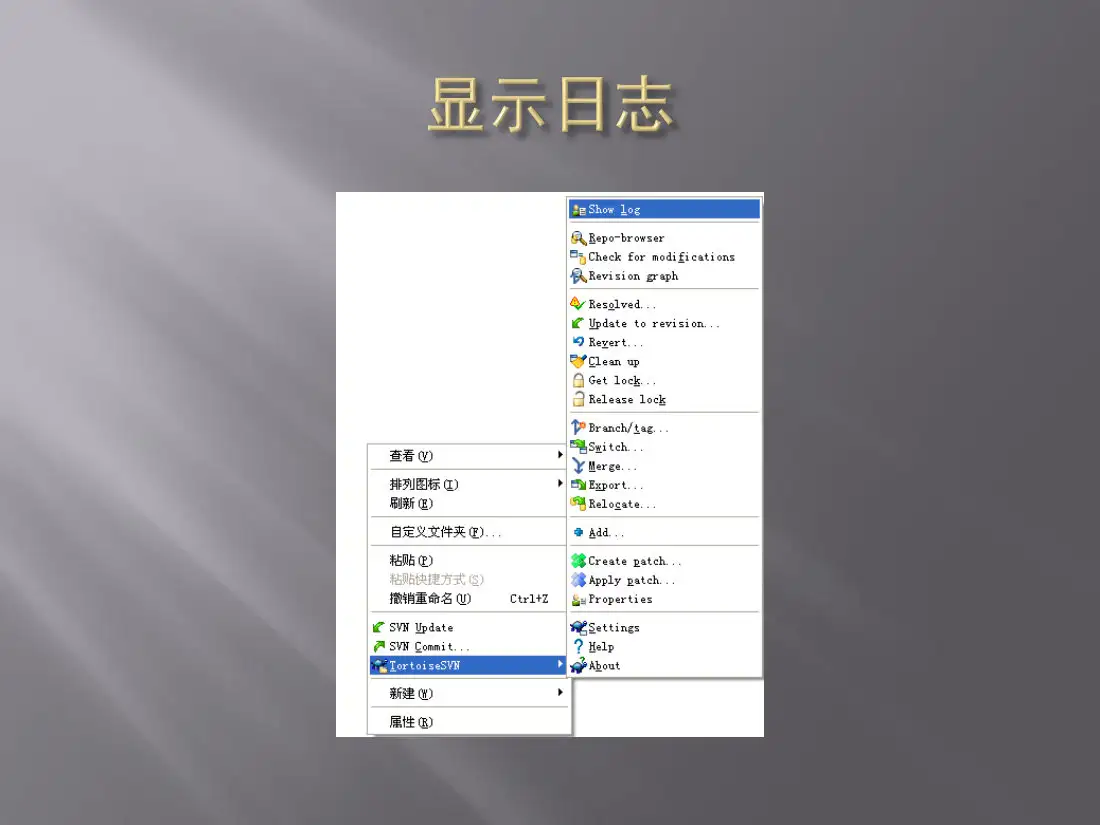 显示日志
Show log
Repo-browser
Check for modifications
Revision graph
Resolved...
Update to revision...
Revert...
Clean up
Get lock...
Release lock
Branch/tag...
Switch...
Merge...
Export...
Relocate...
Add...
Create patch...
Apply patch...
Properties
Settings
Help
About
查看(V)
排列图标(I)
刷新(E)
自定义文件夹(F)...
粘贴(P)
粘贴快捷方式(S)
撤销重命名(U) Ctrl+Z
SVN Update
SVN Commit...
TortoiseSVN
新建(W)
属性(R)